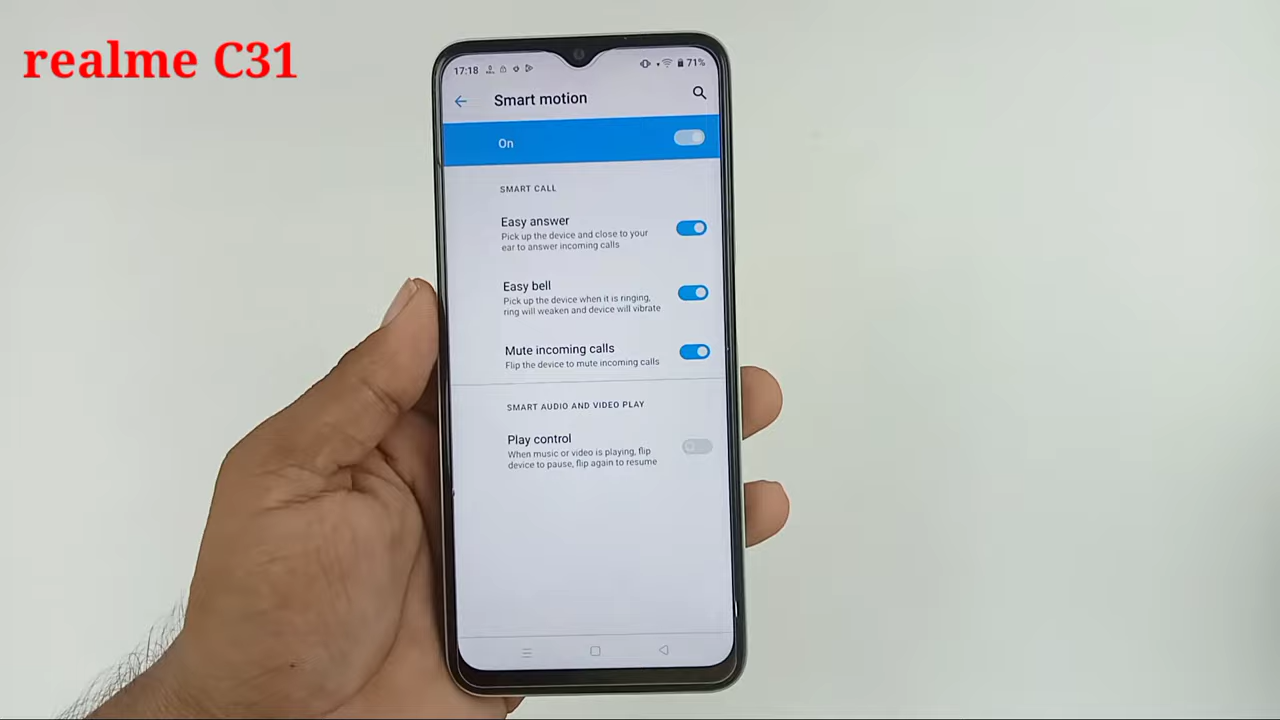 realme C31
17:18
71%
Smart motion
On
SMART CALL
Easy answer
Pick up the device and close to your
ear to answer incoming calls
Easy bell
Pick up the device when it is ringing,
ring will weaken and device will vibrate
Mute incoming calls
Flip the device to mute incoming calls
SMART AUDIO AND VIDEO PLAY
Play control
When music or video is playing, flip
device to pause, flip again to resume